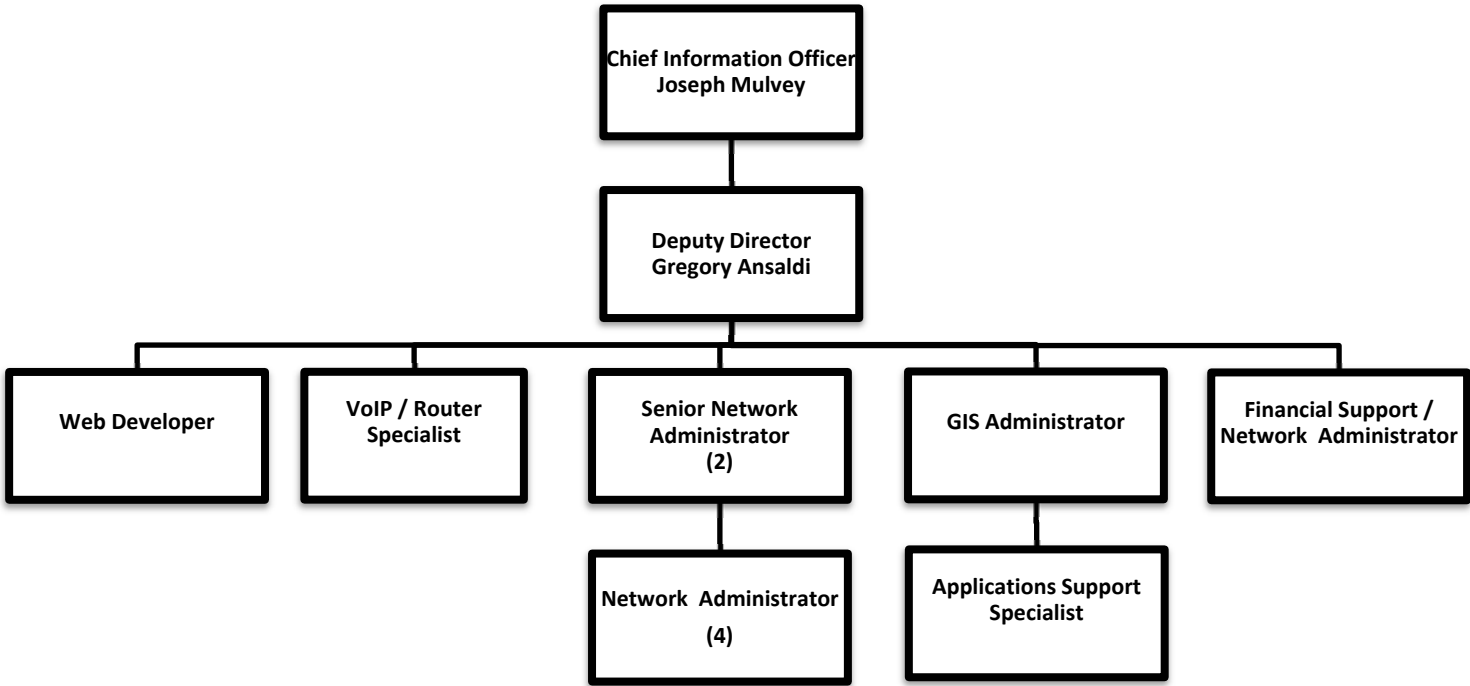 Chief Information Officer
Joseph Mulvey
Deputy Director
Gregory Ansaldi
Web Developer
VoIP / Router
Specialist
Senior Network
Administrator
(2)
GIS Administrator
Financial Support /
Network Administrator
Network Administrator
(4)
Applications Support
Specialist